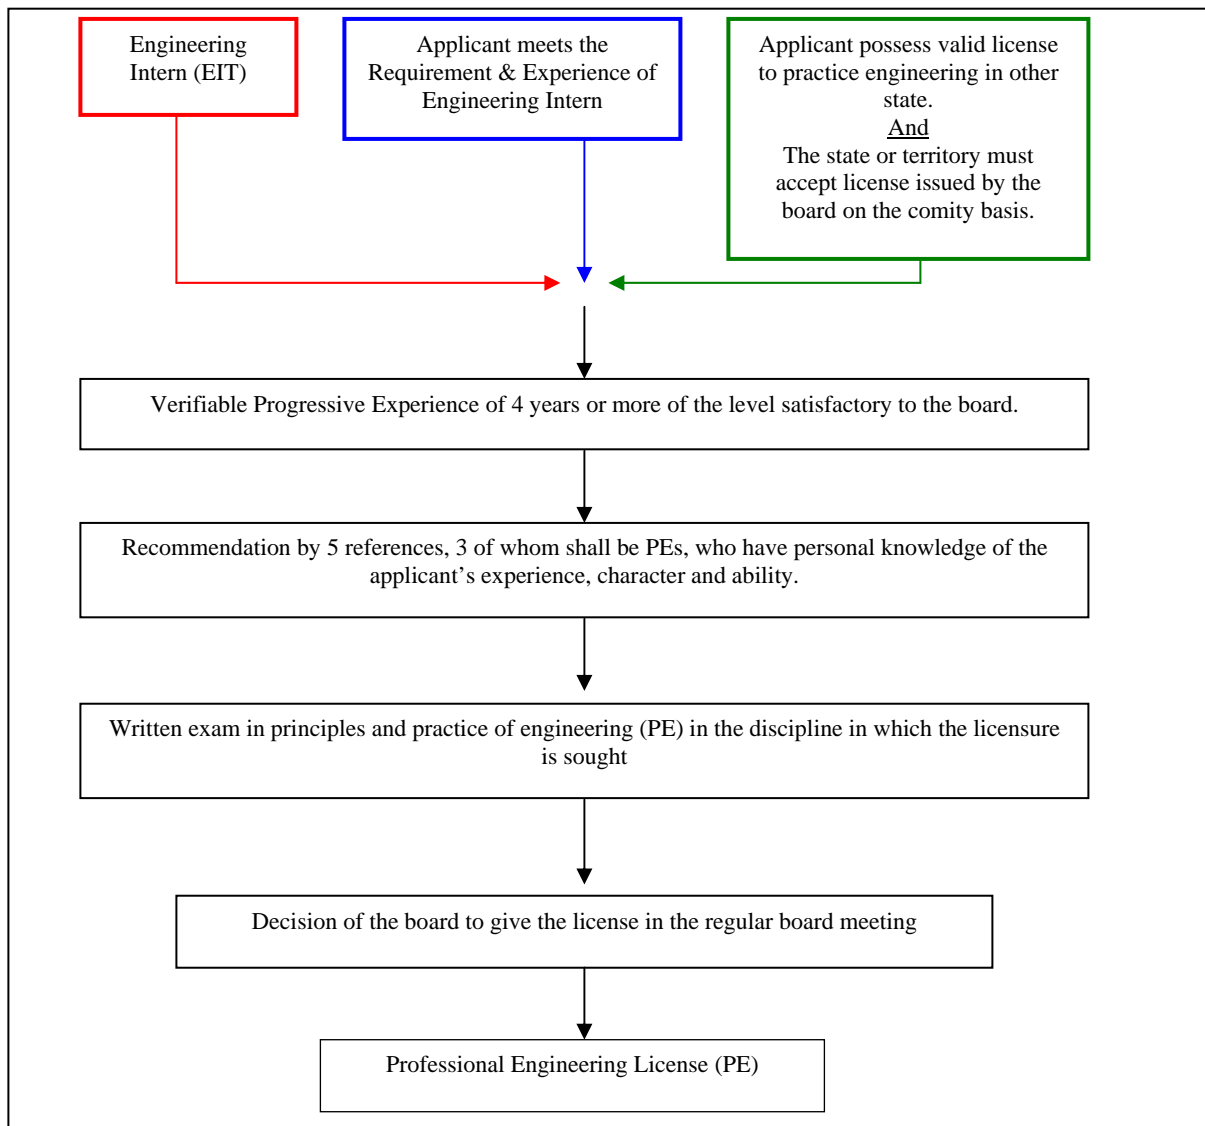 Engineering
Intern (EIT)
Applicant meets the
Requirement & Experience of
Engineering Intern
Applicant possess valid license
to practice engineering in other
state.
And
The state or territory must
accept license issued by the
board on the comity basis.
Verifiable Progressive Experience of 4 years or more of the level satisfactory to the board.
Recommendation by 5 references, 3 of whom shall be PEs, who have personal knowledge of the
applicant’s experience, character and ability.
Written exam in principles and practice of engineering (PE) in the discipline in which the licensure
is sought
Decision of the board to give the license in the regular board meeting
Professional Engineering License (PE)